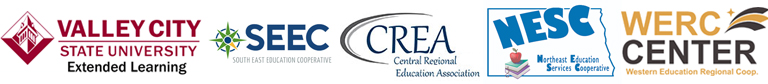 VALLEY CITY
STATE UNIVERSITY
Extended Learning
SEEC
SOUTH EAST EDUCATION COOPERATIVE
CREA
Central Regional
Education Association
NESC
Northeast Education
Services Cooperative
WERC
CENTER
Western Education Regional Coop.